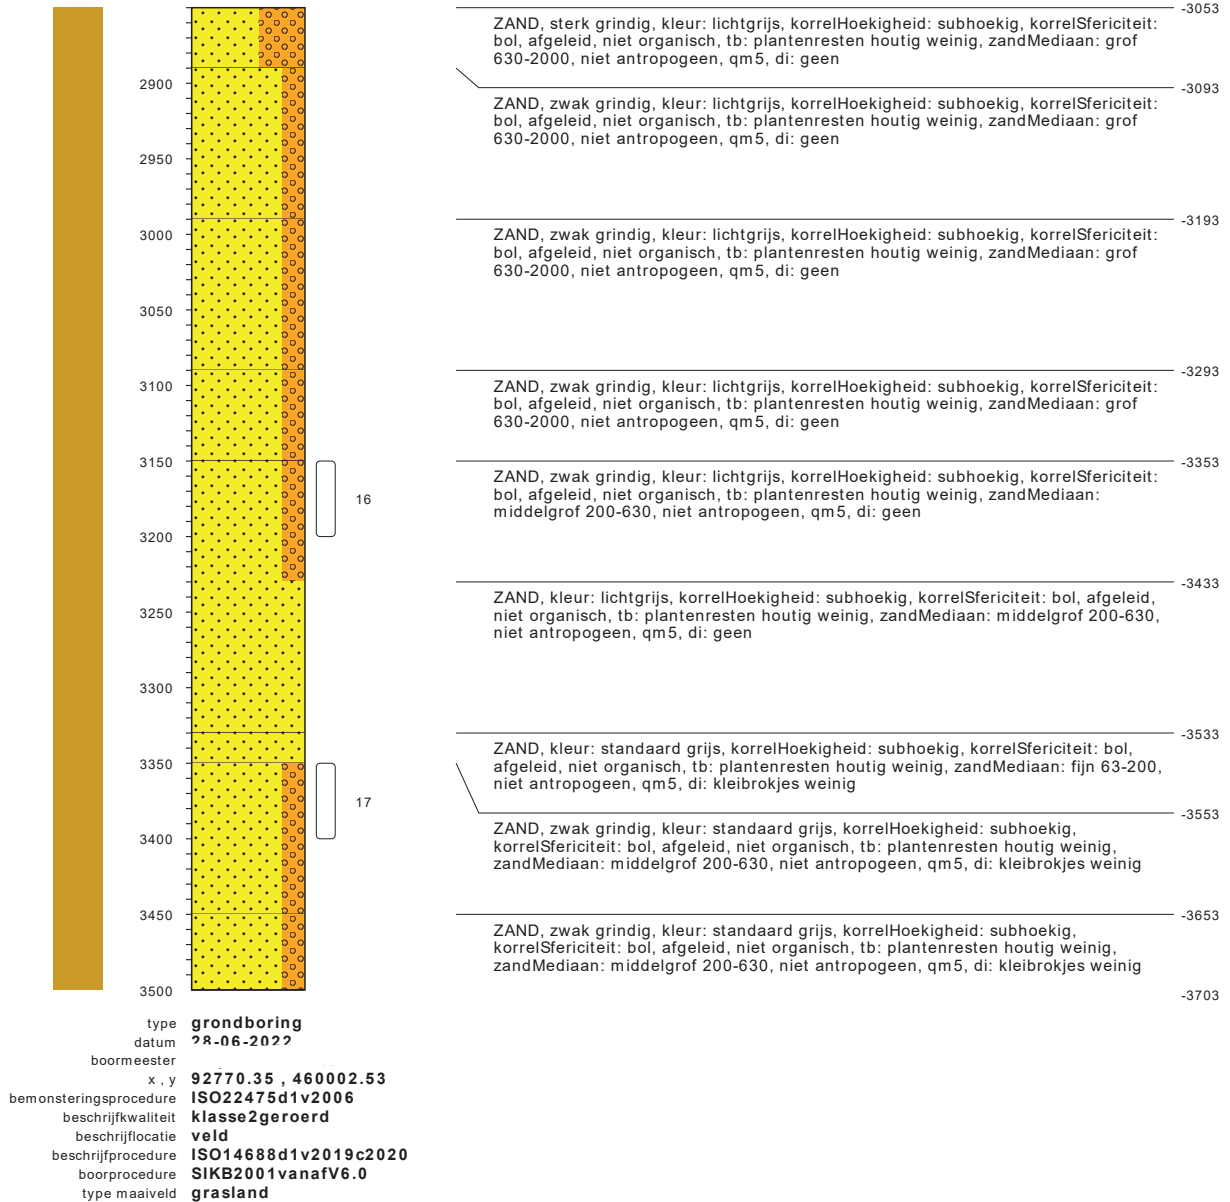 -3053
ZAND, sterk grindig, kleur: lichtgrijs, korrelHoekigheid: subhoekig, korrelSfericiteit:
bol, afgeleid, niet organisch, tb: plantenresten houtig weinig, zandMediaan: grof
630-2000, niet antropogeen, qm5, di: geen
2900
-3093
ZAND, zwak grindig, kleur: lichtgrijs, korrelHoekigheid: subhoekig, korrelSfericiteit:
bol, afgeleid, niet organisch, tb: plantenresten houtig weinig, zandMediaan: grof
630-2000, niet antropogeen, qm5, di: geen
2950
-3193
3000
ZAND, zwak grindig, kleur: lichtgrijs, korrelHoekigheid: subhoekig, korrelSfericiteit:
bol, afgeleid, niet organisch, tb: plantenresten houtig weinig, zandMediaan: grof
630-2000, niet antropogeen, qm5, di: geen
3050
-3293
3100
ZAND, zwak grindig, kleur: lichtgrijs, korrelHoekigheid: subhoekig, korrelSfericiteit:
bol, afgeleid, niet organisch, tb: plantenresten houtig weinig, zandMediaan: grof
630-2000, niet antropogeen, qm5, di: geen
3150
-3353
16
ZAND, zwak grindig, kleur: lichtgrijs, korrelHoekigheid: subhoekig, korrelSfericiteit:
bol, afgeleid, niet organisch, tb: plantenresten houtig weinig, zandMediaan:
middelgrof 200-630, niet antropogeen, qm5, di: geen
3200
-3433
3250
ZAND, kleur: lichtgrijs, korrelHoekigheid: subhoekig, korrelSfericiteit: bol, afgeleid,
niet organisch, tb: plantenresten houtig weinig, zandMediaan: middelgrof 200-630,
niet antropogeen, qm5, di: geen
3300
-3533
3350
ZAND, kleur: standaard grijs, korrelHoekigheid: subhoekig, korrelSfericiteit: bol,
afgeleid, niet organisch, tb: plantenresten houtig weinig, zandMediaan: fijn 63-200,
niet antropogeen, qm5, di: kleibrokjes weinig
17
-3553
3400
ZAND, zwak grindig, kleur: standaard grijs, korrelHoekigheid: subhoekig,
korrelSfericiteit: bol, afgeleid, niet organisch, tb: plantenresten houtig weinig,
zandMediaan: middelgrof 200-630, niet antropogeen, qm5, di: kleibrokjes weinig
3450
-3653
ZAND, zwak grindig, kleur: standaard grijs, korrelHoekigheid: subhoekig,
korrelSfericiteit: bol, afgeleid, niet organisch, tb: plantenresten houtig weinig,
zandMediaan: middelgrof 200-630, niet antropogeen, qm5, di: kleibrokjes weinig
3500
-3703
type grondboring
datum 28-06-2022
boormeester
x , y 92770.35 , 460002.53
bemonsteringsprocedure ISO22475d1v2006
beschrijfkwaliteit klasse2geroerd
beschrijflocatie veld
beschrijfprocedure ISO14688d1v2019c2020
boorprocedure SIKB2001vanafV6.0
type maaiveld grasland